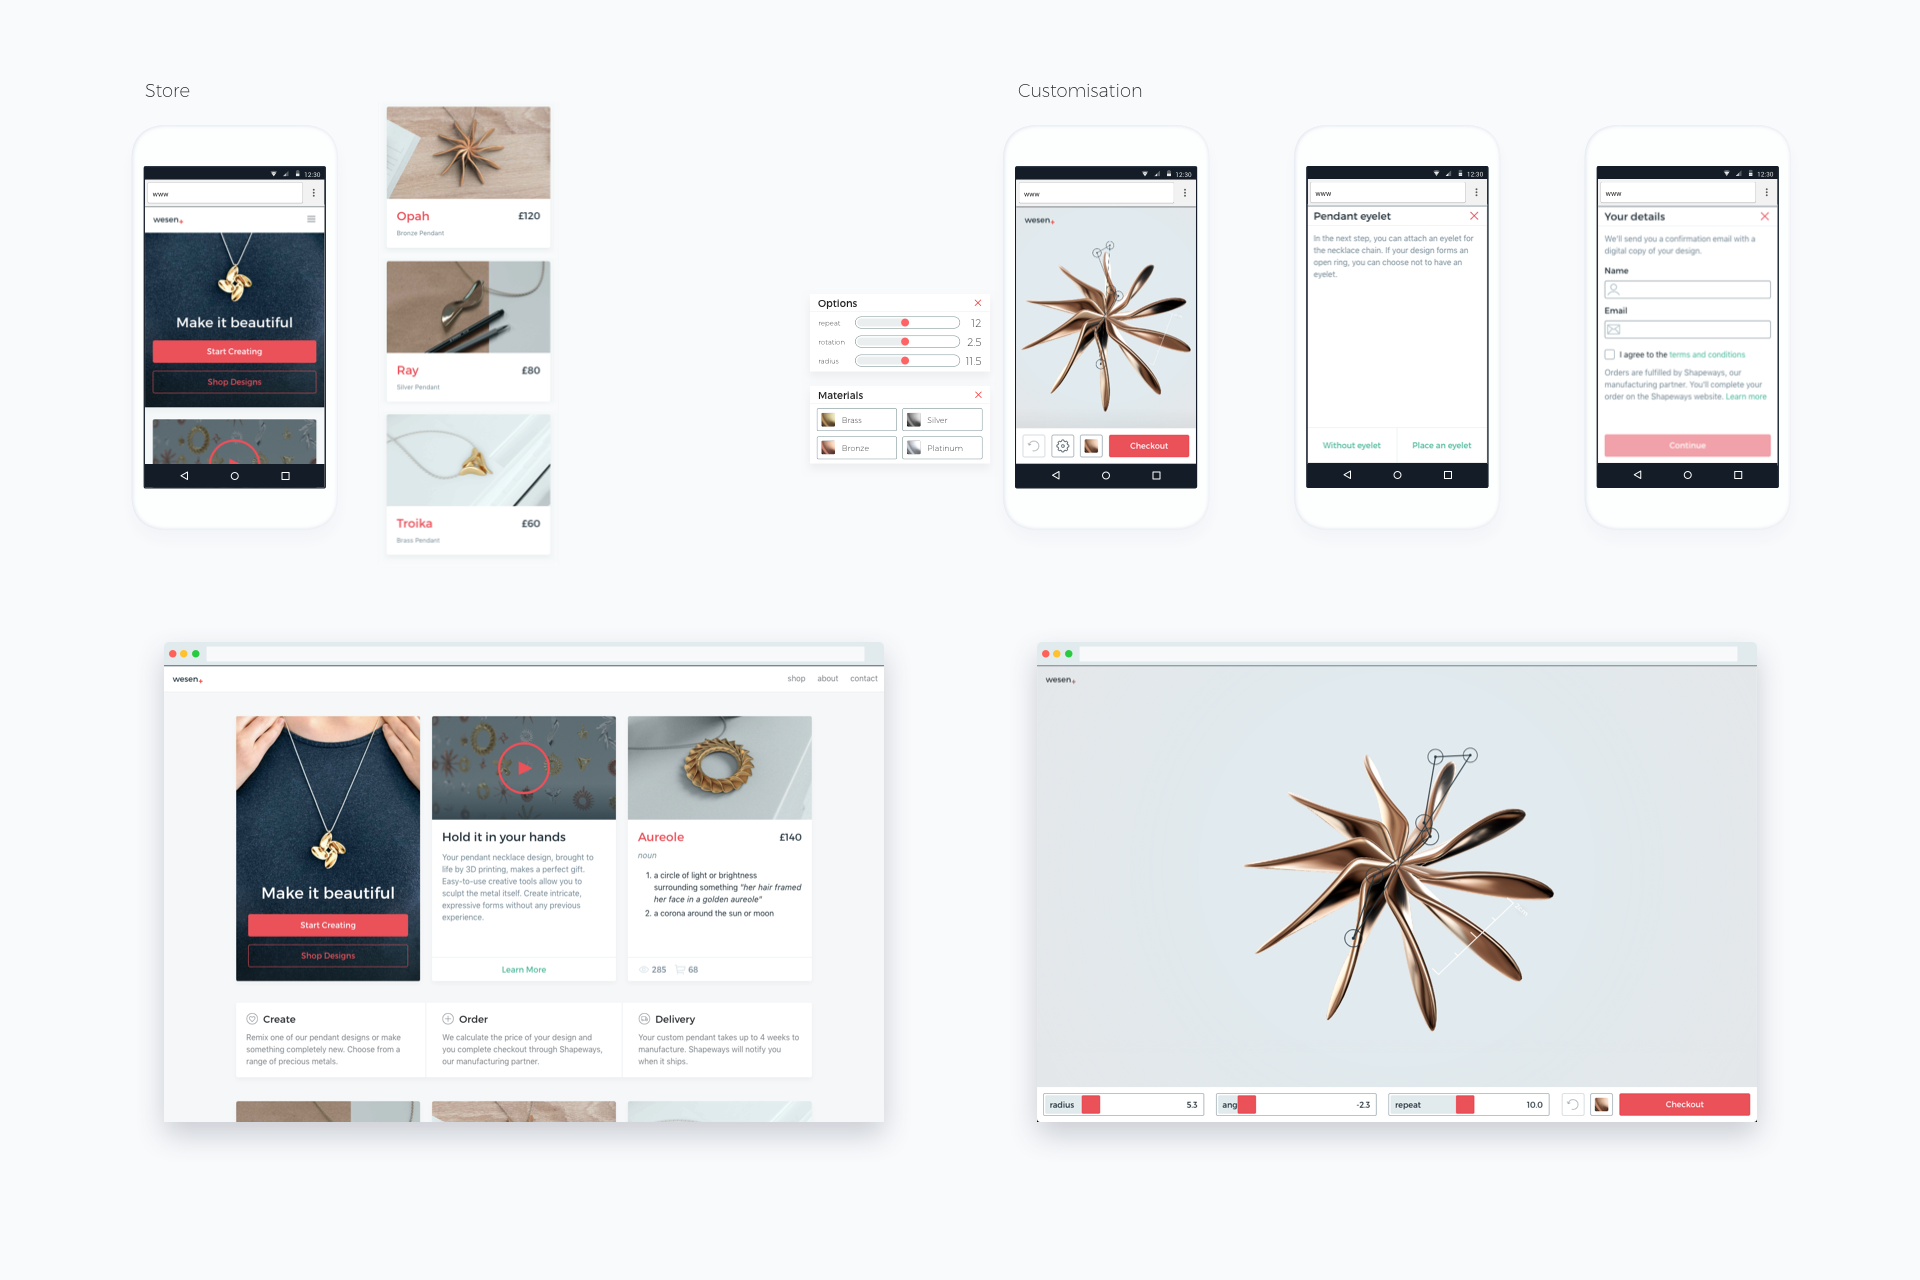 Store
12:30
www
wesen.
Make it beautiful
Start Creating
Shop Designs
Opah £120
Bronze Pendant
Ray £80
Silver Pendant
Troika £60
Brass Pendant
Options
repeat 12
rotation 2.5
radius 11.5
Materials
Brass Silver
Bronze Platinum
Customisation
12:30
www
wesen.
Checkout
12:30
www
Pendant eyelet
In the next step, you can attach an eyelet for
the necklace chain. If your design forms an
open ring, you can choose not to have an
eyelet.
Without eyelet Place an eyelet
12:30
www
Your details
We'll send you a confirmation email with a
digital copy of your design.
Name
Email
I agree to the terms and conditions
Orders are fulfilled by Shapeways, our
manufacturing partner. You'll complete your
order on the Shapeways website. Learn more
Continue
wesen. shop about contact
Make it beautiful
Start Creating
Shop Designs
Hold it in your hands
Your pendant necklace design, brought to
life by 3D printing, makes a perfect gift.
Easy-to-use creative tools allow you to
sculpt the metal itself. Create intricate,
expressive forms without any previous
experience.
Learn More
Aureole £140
noun
1. a circle of light or brightness
surrounding something "her hair framed
her face in a golden aureole"
2. a corona around the sun or moon
285 68
Create
Remix one of our pendant designs or make
something completely new. Choose from a
range of precious metals.
Order
We calculate the price of your design and
you complete checkout through Shapeways,
our manufacturing partner.
Delivery
Your custom pendant takes up to 4 weeks to
manufacture. Shapeways will notify you
when it ships.
wesen.
radius 5.3
ang -2.3
repeat 10.0
Checkout